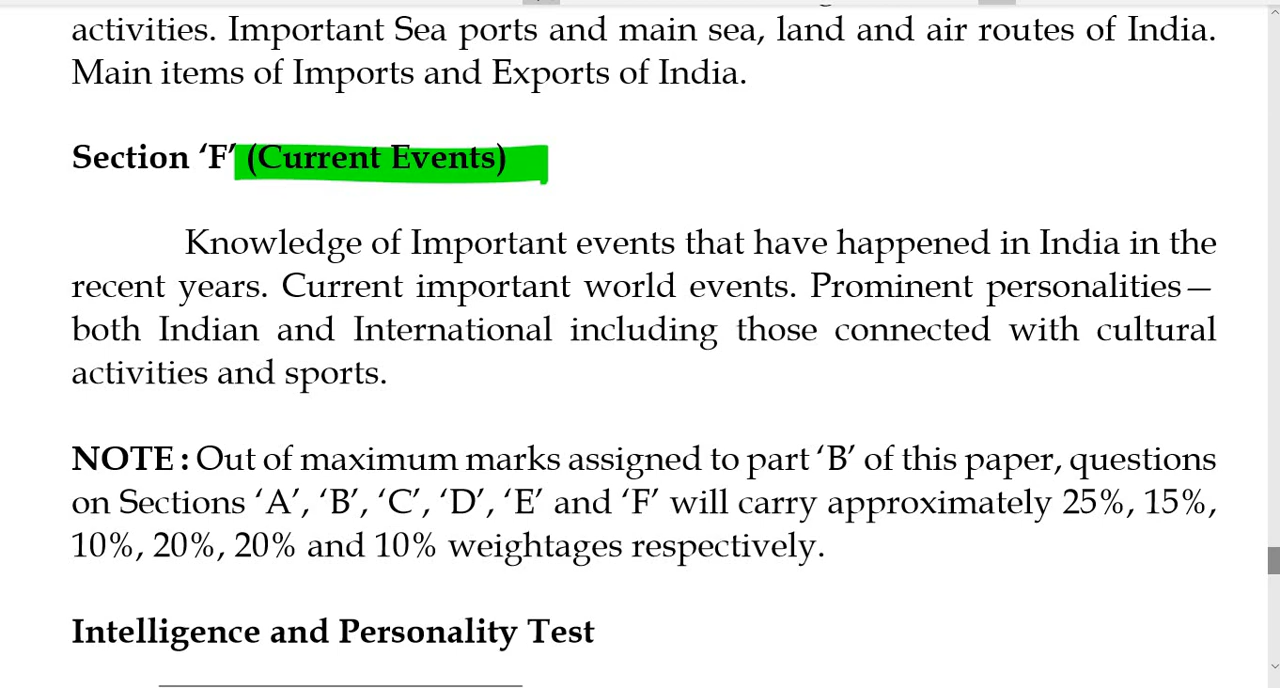 activities. Important Sea ports and main sea, land and air routes of India.
Main items of Imports and Exports of India.
Section ‘F’ (Current Events)
Knowledge of Important events that have happened in India in the
recent years. Current important world events. Prominent personalities—
both Indian and International including those connected with cultural
activities and sports.
NOTE : Out of maximum marks assigned to part ‘B’ of this paper, questions
on Sections ‘A’, ‘B’, ‘C’, ‘D’, ‘E’ and ‘F’ will carry approximately 25%, 15%,
10%, 20%, 20% and 10% weightages respectively.
Intelligence and Personality Test